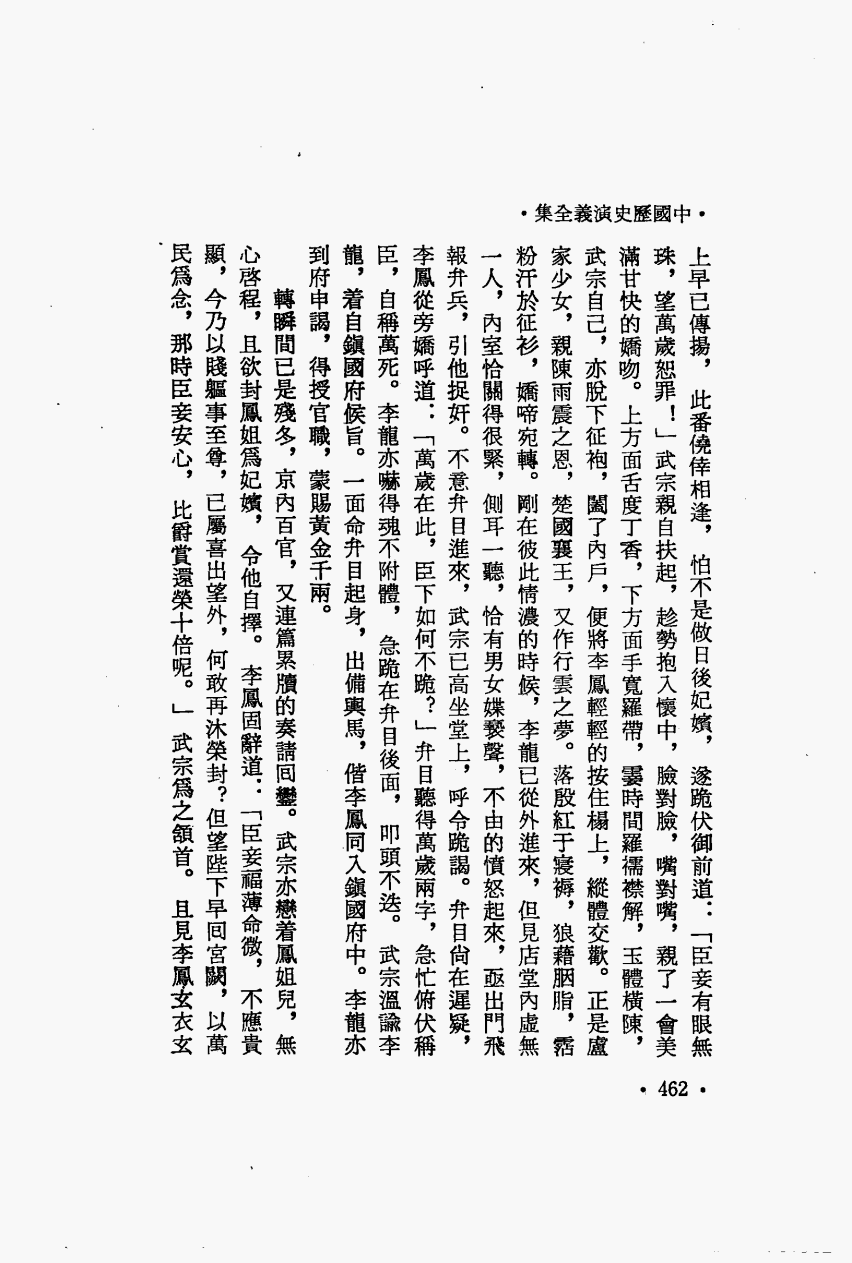 •中國歷史演義全集•
上早已傳揚，此番僥倖相逢，怕不是做日後妃嬪，遂跪伏御前道：「臣妾有眼無
珠，望萬歲恕罪！」武宗親自扶起，趁勢抱入懷中，臉對臉，嘴對嘴，親了一會美
滿甘快的嬌吻。上方面舌度丁香，下方面手寬羅帶，霎時間羅襦襟解，玉體橫陳，
武宗自己，亦脫下征袍，闔了內戶，便將李鳳輕輕的按住榻上，縱體交歡。正是盧
家少女，親陳雨震之恩，楚國襄王，又作行雲之夢。落殷紅于寢褥，狼藉胭脂，霑
粉汗於征衫，嬌啼宛轉。剛在彼此情濃的時候，李龍已從外進來，但見店堂內虛無
一人，內室恰關得很緊，側耳一聽，恰有男女媟褻聲，不由的憤怒起來，亟出門飛
報弁兵，引他捉奸。不意弁目進來，武宗已高坐堂上，呼令跪謁。弁目尚在遲疑，
李鳳從旁嬌呼道：「萬歲在此，臣下如何不跪？」弁目聽得萬歲兩字，急忙俯伏稱
臣，自稱萬死。李龍亦嚇得魂不附體，急跪在弁目後面，叩頭不迭。武宗溫諭李
龍，着自鎭國府候旨。一面命弁目起身，出備輿馬，偕李鳳同入鎭國府中。李龍亦
到府申謁，得授官職，蒙賜黃金千兩。
轉瞬間已是殘冬，京內百官，又連篇累牘的奏請囘鑾。武宗亦戀着鳳姐兒，無
心啓程，且欲封鳳姐爲妃嬪，令他自擇。李鳳固辭道：「臣妾福薄命微，不應貴
顯，今乃以賤軀事至尊，已屬喜出望外，何敢再沐榮封？但望陛下早囘宮闕，以萬
民爲念，那時臣妾安心，比爵賞還榮十倍呢。」武宗爲之頷首。且見李鳳玄衣玄
•462•